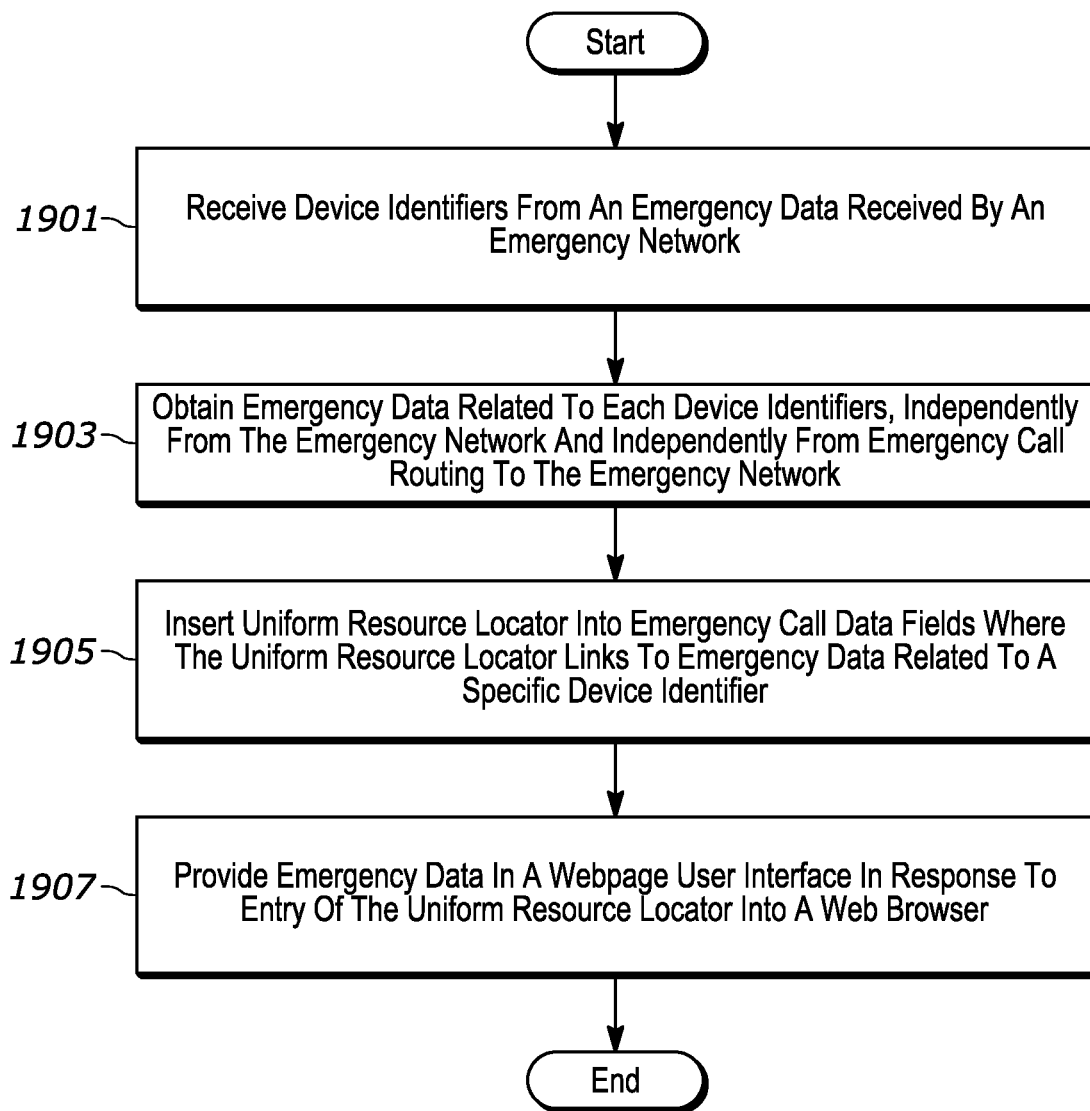 Start
1901
Receive Device Identifiers From An Emergency Data Received By An
Emergency Network
1903
Obtain Emergency Data Related To Each Device Identifiers, Independently
From The Emergency Network And Independently From Emergency Call
Routing To The Emergency Network
1905
Insert Uniform Resource Locator Into Emergency Call Data Fields Where
The Uniform Resource Locator Links To Emergency Data Related To A
Specific Device Identifier
1907
Provide Emergency Data In A Webpage User Interface In Response To
Entry Of The Uniform Resource Locator Into A Web Browser
End